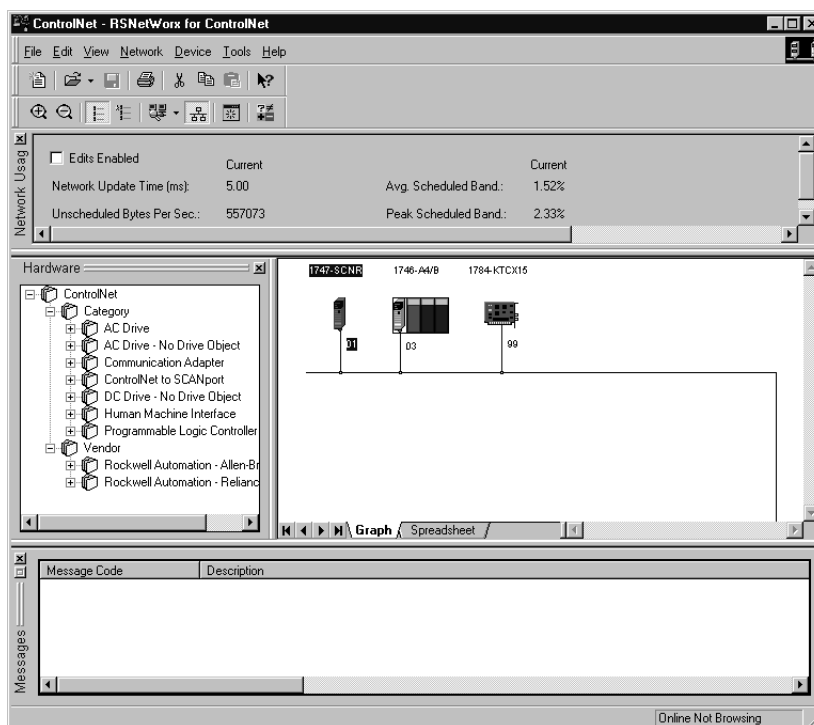 ControlNet - RSNetWorx for ControlNet
File Edit View Network Device Tools Help
Network Usag
Edits Enabled
Current
Current
Network Update Time (ms): 5.00 Avg. Scheduled Band.: 1.52%
Unscheduled Bytes Per Sec.: 557073 Peak Scheduled Band.: 2.33%
Hardware
ControlNet
Category
AC Drive
AC Drive - No Drive Object
Communication Adapter
ControlNet to SCANport
DC Drive - No Drive Object
Human Machine Interface
Programmable Logic Controller
Vendor
Rockwell Automation - Allen-Br
Rockwell Automation - Relianc
1747-SCNR 1746-A4/B 1784-KTCX15
01 03 99
Graph Spreadsheet
Messages
Message Code Description
Online Not Browsing